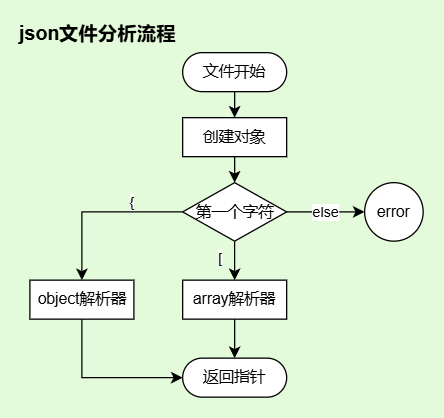 json文件分析流程
文件开始
创建对象
第一个字符
{
else
error
[
object解析器
array解析器
返回指针